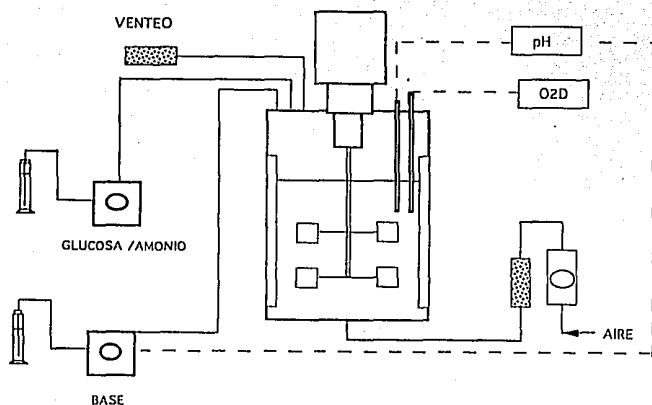 VENTEO
pH
O2D
GLUCOSA /AMONIO
AIRE
BASE